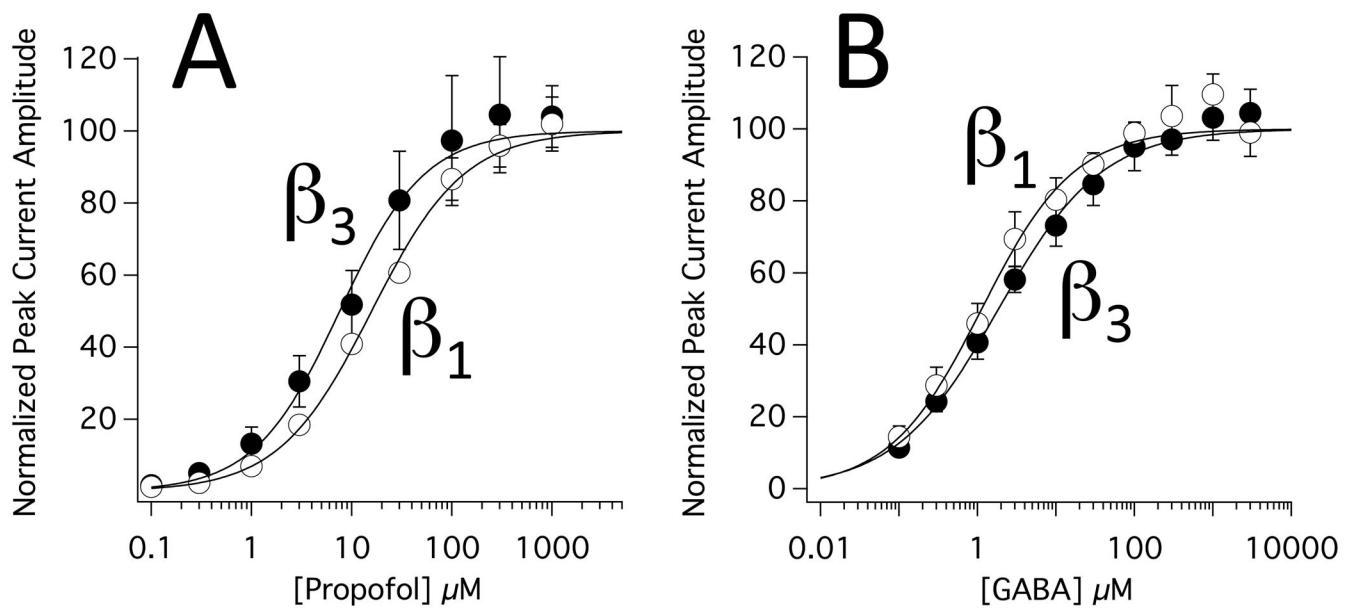 A
Normalized Peak Current Amplitude
120
100
80
60
40
20
β3
β1
0.1 1 10 100 1000
[Propofol] μM
B
Normalized Peak Current Amplitude
120
100
80
60
40
20
0
β1
β3
0.01 1 100 10000
[GABA] μM